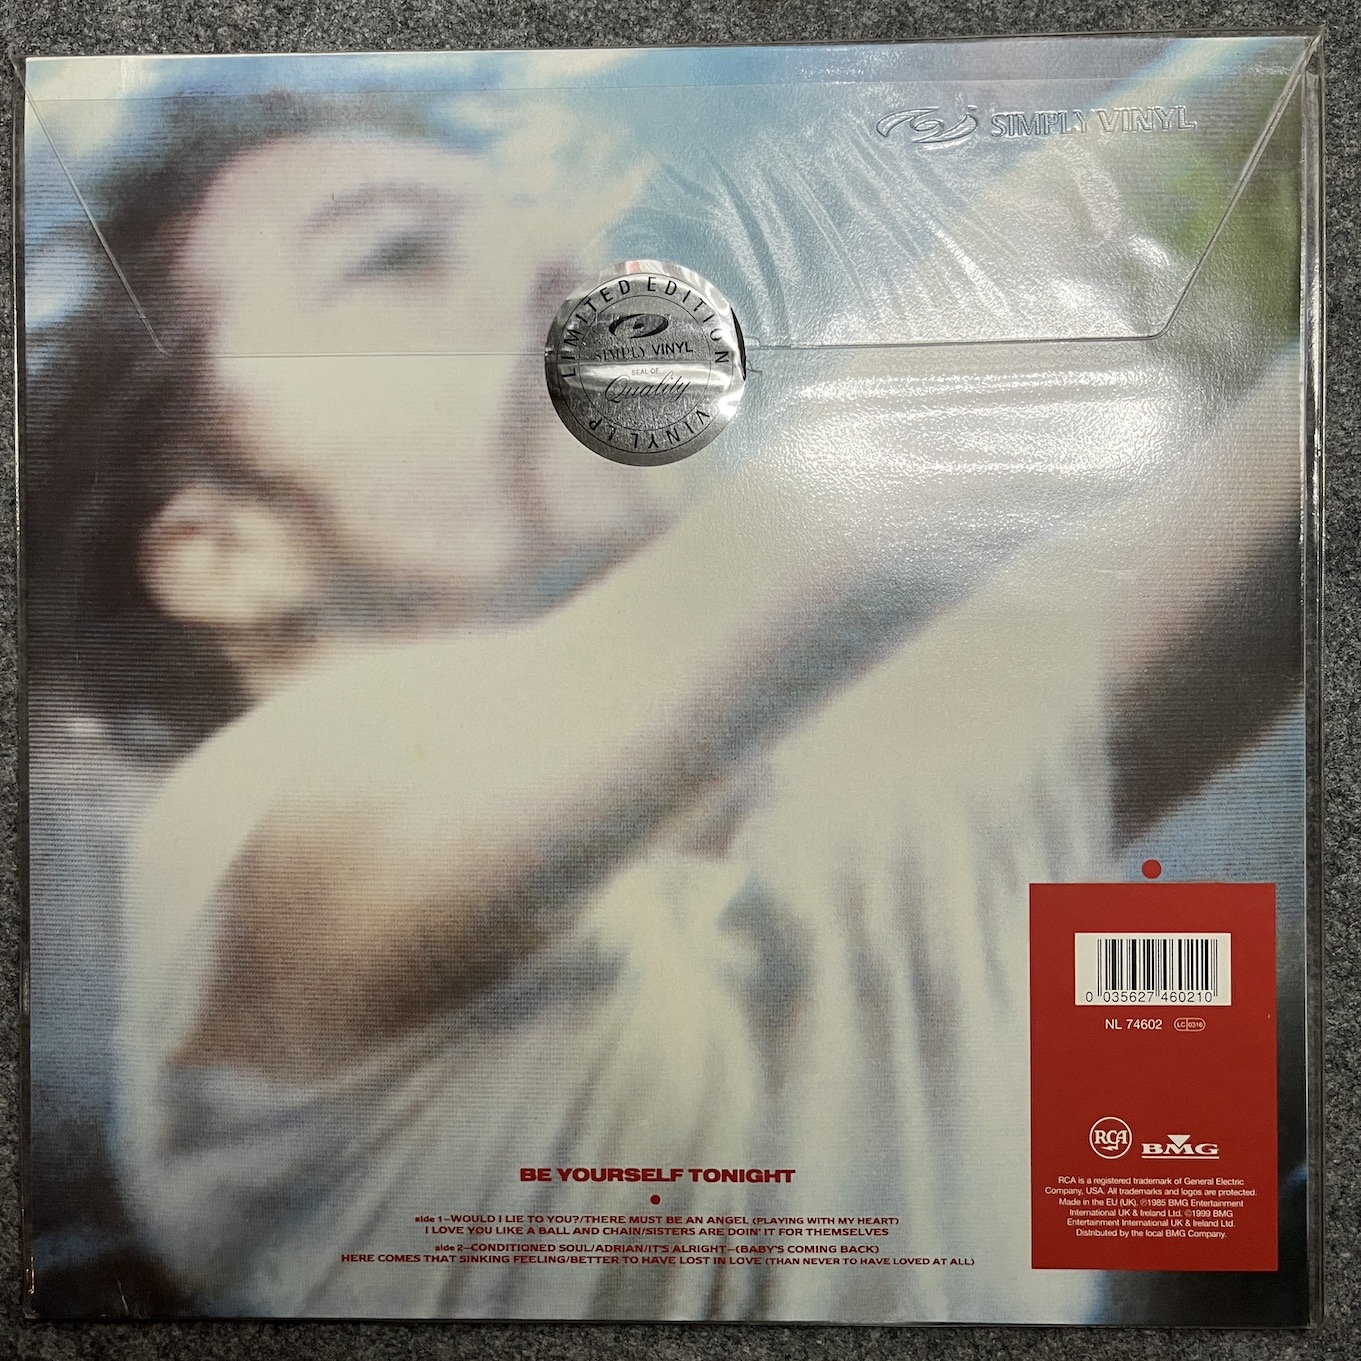 SIMPLY VINYL
LIMITED EDITION
SIMPLY VINYL
SEAL OF
Quality
VINYL LP
0 035627 460210
NL 74602 LC 0316
RCA BMG
RCA is a registered trademark of General Electric
Company, USA. All trademarks and logos are protected.
Made in the EU (UK). ℗1985 BMG Entertainment
International UK & Ireland Ltd. ©1999 BMG
Entertainment International UK & Ireland Ltd.
Distributed by the local BMG Company.
BE YOURSELF TONIGHT
side 1–WOULD I LIE TO YOU?/THERE MUST BE AN ANGEL (PLAYING WITH MY HEART)
I LOVE YOU LIKE A BALL AND CHAIN/SISTERS ARE DOIN' IT FOR THEMSELVES
side 2–CONDITIONED SOUL/ADRIAN/IT'S ALRIGHT–(BABY'S COMING BACK)
HERE COMES THAT SINKING FEELING/BETTER TO HAVE LOST IN LOVE (THAN NEVER TO HAVE LOVED AT ALL)